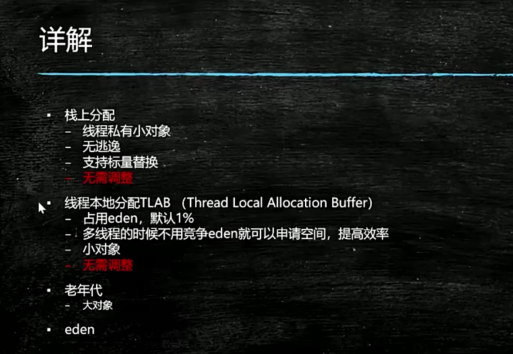 详解
▪ 栈上分配
– 线程私有小对象
– 无逃逸
– 支持标量替换
– 无需调整
▪ 线程本地分配TLAB （Thread Local Allocation Buffer）
– 占用eden，默认1%
– 多线程的时候不用竞争eden就可以申请空间，提高效率
– 小对象
– 无需调整
▪ 老年代
– 大对象
▪ eden